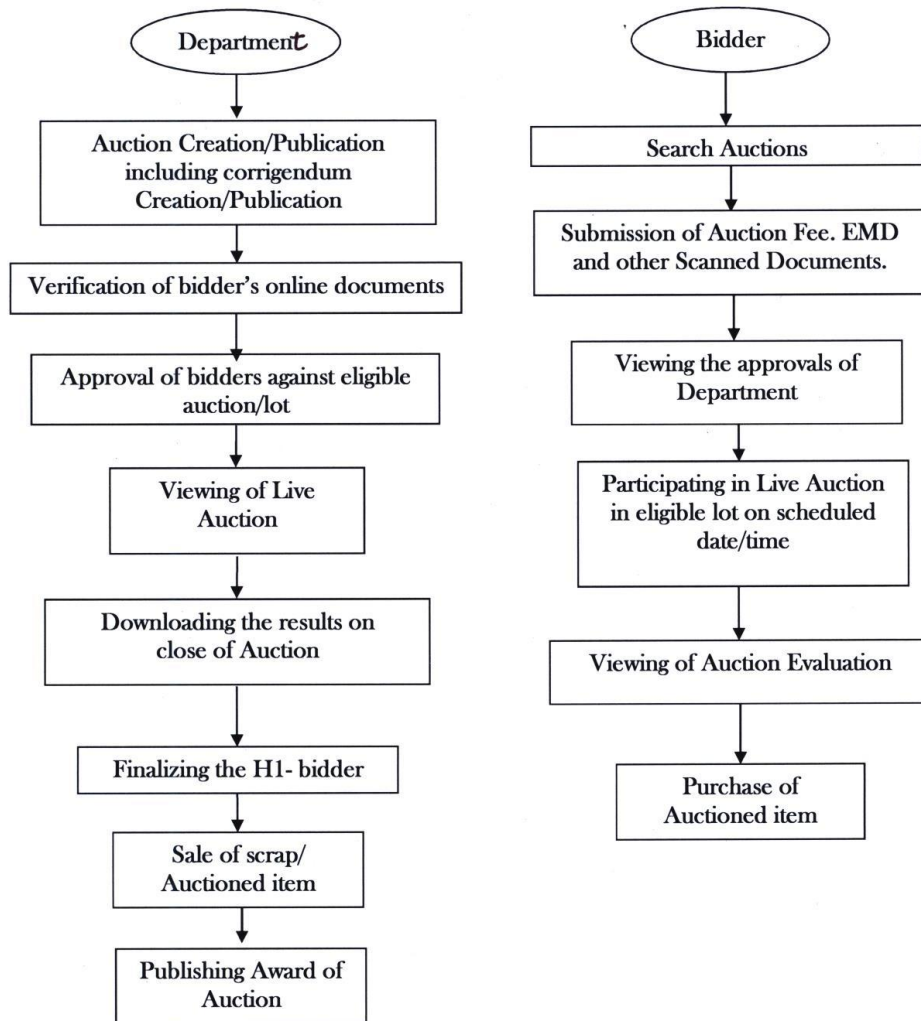 Department
Auction Creation/Publication
including corrigendum
Creation/Publication
Verification of bidder's online documents
Approval of bidders against eligible
auction/lot
Viewing of Live
Auction
Downloading the results on
close of Auction
Finalizing the H1- bidder
Sale of scrap/
Auctioned item
Publishing Award of
Auction
Bidder
Search Auctions
Submission of Auction Fee. EMD
and other Scanned Documents.
Viewing the approvals of
Department
Participating in Live Auction
in eligible lot on scheduled
date/time
Viewing of Auction Evaluation
Purchase of
Auctioned item